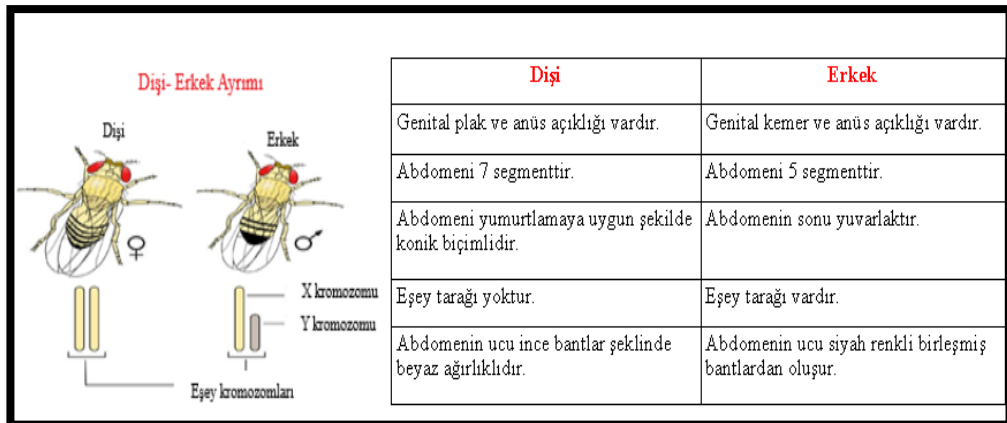 Dişi- Erkek Ayrımı
Dişi
Erkek
X kromozomu
Y kromozomu
Eşey kromozomları
Dişi
Erkek
Genital plak ve anüs açıklığı vardır.
Genital kemer ve anüs açıklığı vardır.
Abdomeni 7 segmenttir.
Abdomeni 5 segmenttir.
Abdomeni yumurtlamaya uygun şekilde
konik biçimlidir.
Abdomenin sonu yuvarlaktır.
Eşey tarağı yoktur.
Eşey tarağı vardır.
Abdomenin ucu ince bantlar şeklinde
beyaz ağırlıklıdır.
Abdomenin ucu siyah renkli birleşmiş
bantlardan oluşur.